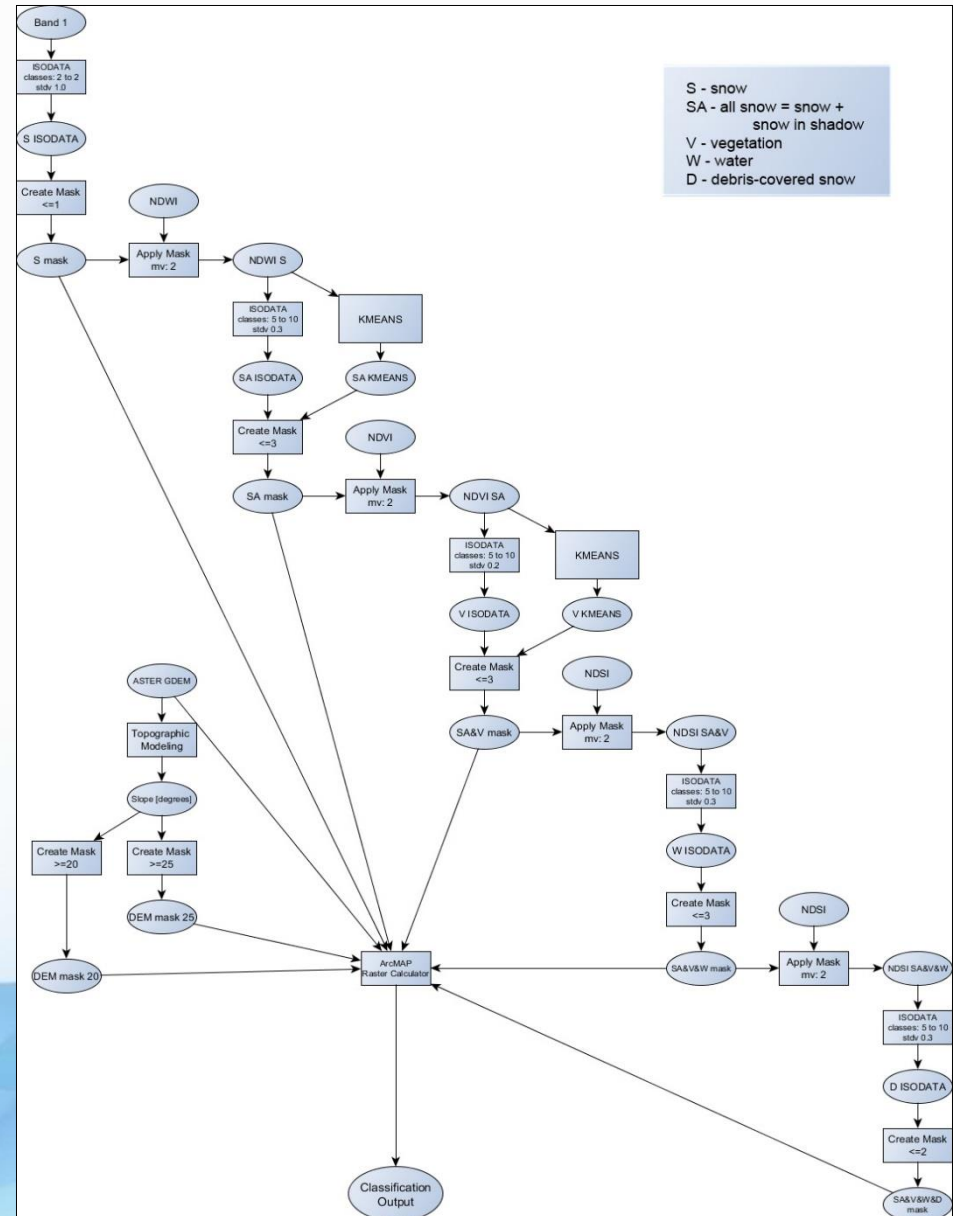 Band 1
ISODATA
classes: 2 to 2
stdv 1.0
S ISODATA
Create Mask
<=1
S mask
NDWI
Apply Mask
mv: 2
NDWI S
ISODATA
classes: 5 to 10
stdv 0.3
KMEANS
SA ISODATA
SA KMEANS
Create Mask
<=3
SA mask
NDVI
Apply Mask
mv: 2
NDVI SA
ISODATA
classes: 5 to 10
stdv 0.2
KMEANS
V ISODATA
V KMEANS
Create Mask
<=3
SA&V mask
NDSI
Apply Mask
mv: 2
NDSI SA&V
ISODATA
classes: 5 to 10
stdv 0.3
W ISODATA
Create Mask
<=3
SA&V&W mask
NDSI
Apply Mask
mv: 2
NDSI SA&V&W
ISODATA
classes: 5 to 10
stdv 0.3
D ISODATA
Create Mask
<=2
SA&V&W&D
mask
ASTER GDEM
Topographic
Modeling
Slope [degrees]
Create Mask
>=20
Create Mask
>=25
DEM mask 25
DEM mask 20
ArcMAP
Raster Calculator
Classification
Output
S - snow
SA - all snow = snow +
snow in shadow
V - vegetation
W - water
D - debris-covered snow